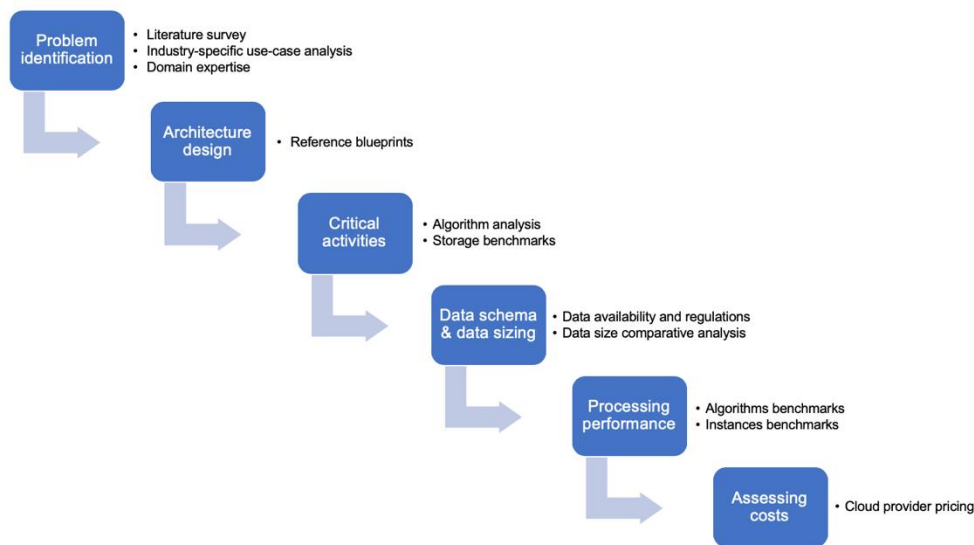 Problem
identification
• Literature survey
• Industry-specific use-case analysis
• Domain expertise
Architecture
design
• Reference blueprints
Critical
activities
• Algorithm analysis
• Storage benchmarks
Data schema
& data sizing
• Data availability and regulations
• Data size comparative analysis
Processing
performance
• Algorithms benchmarks
• Instances benchmarks
Assessing
costs
• Cloud provider pricing